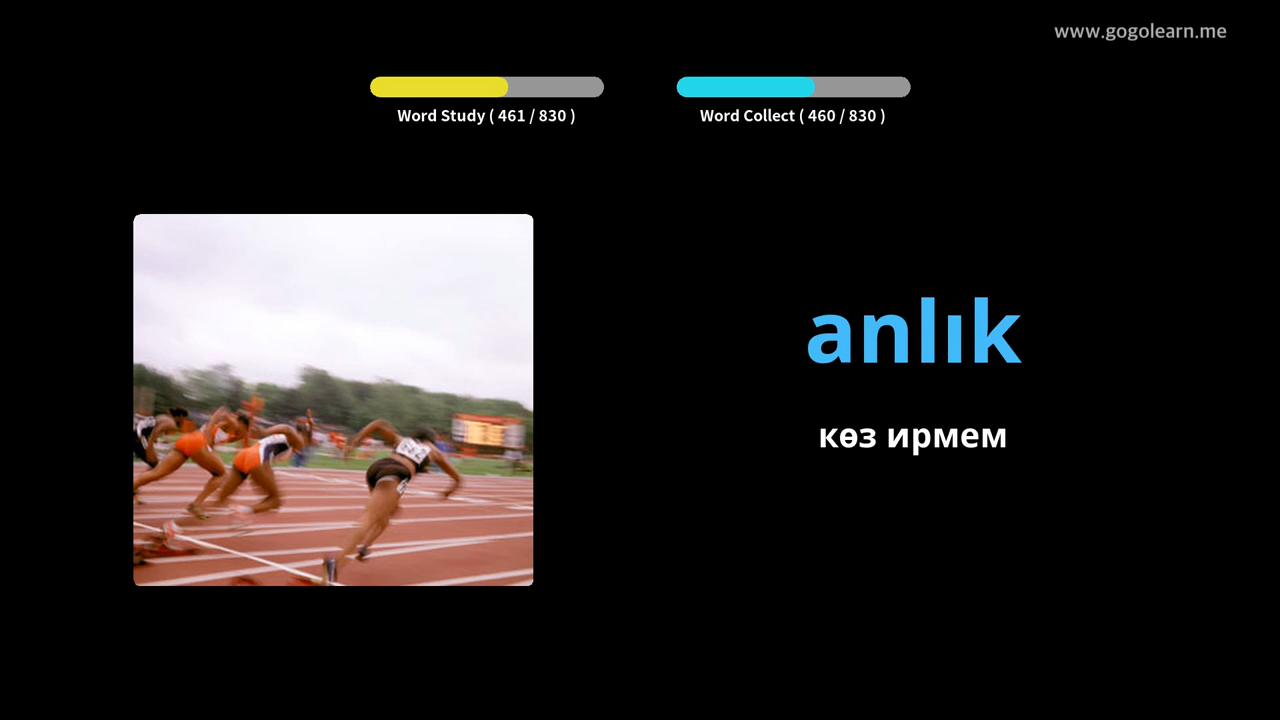 www.gogolearn.me
Word Study ( 461 / 830 )
Word Collect ( 460 / 830 )
anlık
көз ирмем